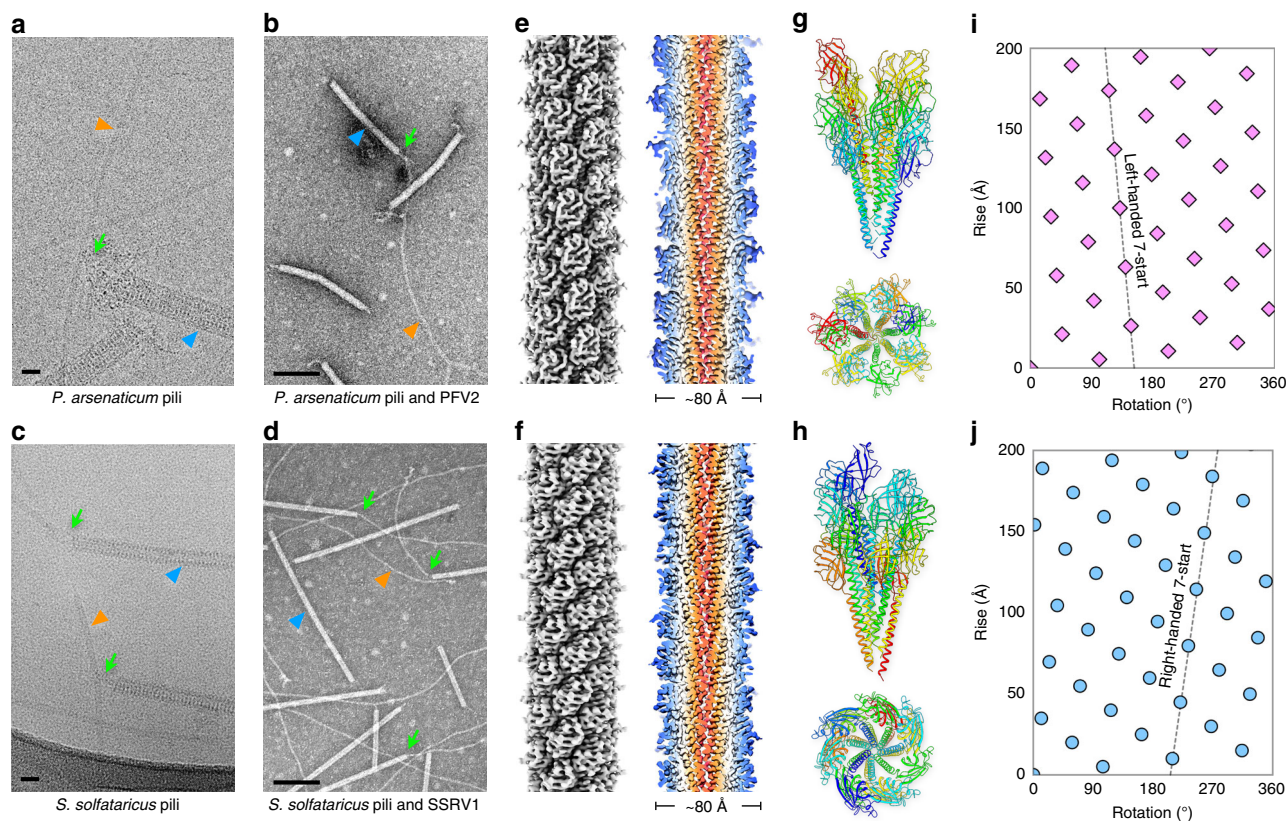 a
b
e
g
i
P. arsenaticum pili
P. arsenaticum pili and PFV2
~80 Å
Rise (Å)
200
150
100
50
0
Left-handed 7-start
0 90 180 270 360
Rotation (°)
c
d
f
h
j
S. solfataricus pili
S. solfataricus pili and SSRV1
~80 Å
Rise (Å)
200
150
100
50
0
Right-handed 7-start
0 90 180 270 360
Rotation (°)